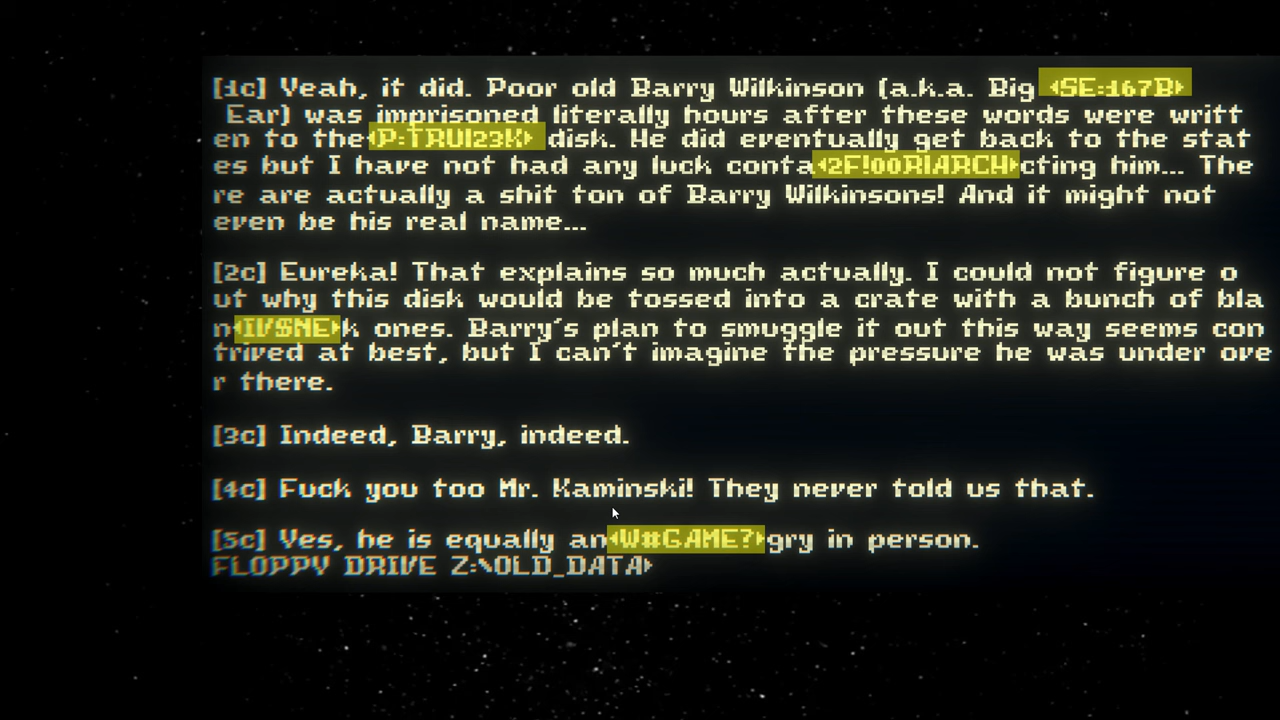 [1c] Yeah, it did. Poor old Barry Wilkinson (a.k.a. Big ‹SE:167B›
Ear) was imprisoned literally hours after these words were writt
en to the‹P:TRUI23K› disk. He did eventually get back to the stat
es but I have not had any luck conta‹2F!00RIARCH›cting him... The
re are actually a shit ton of Barry Wilkinsons! And it might not
even be his real name...
[2c] Eureka! That explains so much actually. I could not figure o
ut why this disk would be tossed into a crate with a bunch of bla
n‹IV$NE›k ones. Barry's plan to smuggle it out this way seems con
trived at best, but I can't imagine the pressure he was under ove
r there.
[3c] Indeed, Barry, indeed.
[4c] Fuck you too Mr. Kaminski! They never told us that.
[5c] Yes, he is equally an‹W#GAME?›gry in person.
FLOPPY DRIVE Z:\OLD_DATA›